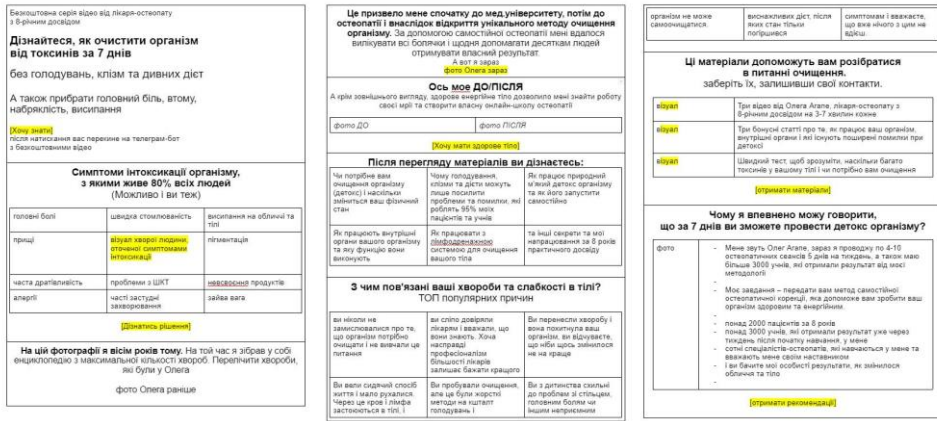 Безкоштовна серія відео від лікаря-остеопату
з 8-річним досвідом
Дізнайтеся, як очистити організм
від токсинів за 7 днів
без голодувань, клізм та дивних дієт
А також прибрати головний біль, втому,
набряклість, висипання
[Хочу знати]
після натискання вас перекине на телеграм-бот
з безкоштовними відео
Симптоми інтоксикації організму,
з якими живе 80% всіх людей
(Можливо і ви теж)
головні болі
швидка стомлюваність
висипання на обличчі та
тілі
прищі
візуал хворої людини,
оточеної симптомами
інтоксикації
пігментація
часта дратівливість
проблеми з ШКТ
невсвоєння продуктів
алергії
часті застудні
захворювання
зайва вага
[Дізнатись рішення]
На цій фотографії я вісім років тому. На той час я зібрав у собі
енциклопедію з максимальної кількості хвороб. Перелічити хвороби,
які були у Олега
фото Олега раніше
Це призвело мене спочатку до мед.університету, потім до
остеопатії і внаслідок відкриття унікального методу очищення
організму. За допомогою самостійної остеопатії мені вдалося
вилікувати всі болячки і щодня допомагати десяткам людей
отримувати власний результат.
А вот я зараз
фото Олега зараз
Ось мое ДО/ПІСЛЯ
А крім зовнішнього вигляду, здорове енергійне тіло дозволило мені знайти роботу
своєї мрії та створити власну онлайн-школу остеопатії
фото ДО
фото ПІСЛЯ
[Хочу мати здорове тіло]
Після перегляду матеріалів ви дізнаєтесь:
Чи потрібне вам
очищення організму
(детокс) і наскільки
зміниться ваш фізичний
стан
Чому голодування,
клізми та дієти можуть
лише посилити
проблеми та помилки, які
роблять 95% моїх
пацієнтів та учнів
Як працює природний
м'який детокс організму
та як його запустити
самостійно
Як працюють внутрішні
органи вашого організму
та яку функцію вони
виконують
Як працювати з
лімфодренажною
системою для очищення
вашого тіла
та інші секрети та мої
напрацювання за 8 років
практичного досвіду
З чим пов'язані ваші хвороби та слабкості в тілі?
ТОП популярних причин
ви ніколи не
замислювалися про те,
що організм потрібно
очищати і не вивчали це
питання
ви сліпо довіряли
лікарям і вважали, що
вони знають. Хоча
насправді
професіоналізм
більшості лікарів
залишає бажати кращого
Ви перенесли хворобу і
вона похитнула ваш
організм, ви відчуваєте,
що ніби щось змінилося
не на краще
Ви вели сидячий спосіб
життя і мало рухалися.
Через це кров і лімфа
застоюються в тілі, і
Ви пробували очищення,
але це були жорсткі
методи на кшталт
голодувань і
Ви з дитинства схильні
до проблем зі стільцем,
головним болям чи
іншим неприємним
організм не може
самоочищатися.
виснажливих дієт, після
яких стан тільки
погіршився
симптомам і вважаєте,
що вже нічого з цим не
вдієш.
Ці матеріали допоможуть вам розібратися
в питанні очищення.
заберіть їх, залишивши свої контакти.
візуал
Три відео від Олега Агапе, лікаря-остеопату з
8-річним досвідом на 3-7 хвилин кожне
візуал
Три бонусні статті про те, як працює ваш організм,
внутрішні органи і які існують поширені помилки при
детоксі
візуал
Швидкий тест, щоб зрозуміти, наскільки багато
токсинів у вашому тілі і чи потрібно вам очищення
[отримати матеріали]
Чому я впевнено можу говорити,
що за 7 днів ви зможете провести детокс організму?
фото
- Мене звуть Олег Агапе, зараз я проводжу по 4-10
остеопатичних сеансів 5 днів на тиждень, а також маю
більше 3000 учнів, які отримали результат від моєї
методології
-
- Моє завдання – передати вам метод самостійної
остеопатичної корекції, яка допоможе вам зробити ваш
організм здоровим та енергійним.
-
- понад 2000 пацієнтів за 8 років
- понад 3000 учнів, які отримали результат уже через
тиждень після початку навчання, у мене
- сотні спеціалістів-остеопатів, які навчаються у мене та
вважають мене своїм наставником
- і ви бачите мої особисті результати, як змінилося
обличчя та тіло
-
[отримати рекомендації]